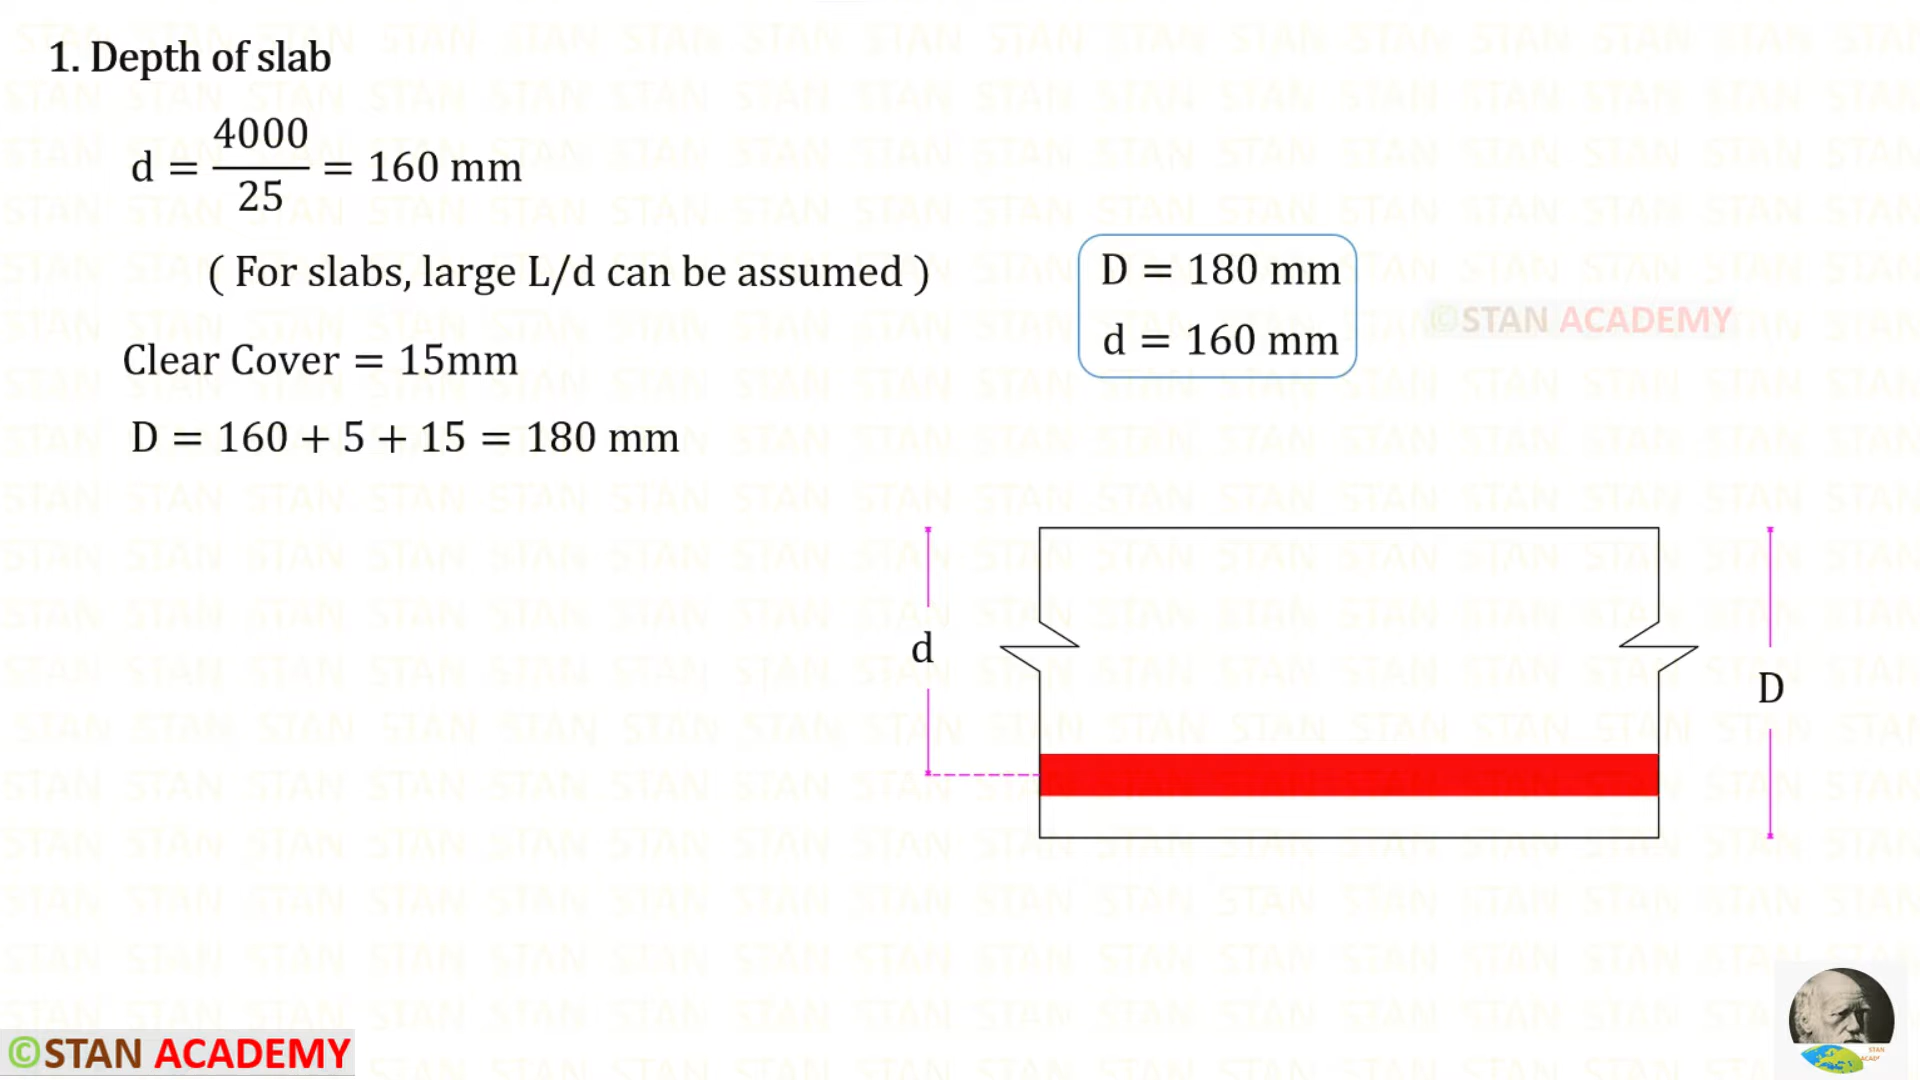 1. Depth of slab
d = 4000/25 = 160 mm
( For slabs, large L/d can be assumed )
Clear Cover = 15mm
D = 160 + 5 + 15 = 180 mm
D = 180 mm
d = 160 mm
©STAN ACADEMY
d
D
©STAN ACADEMY